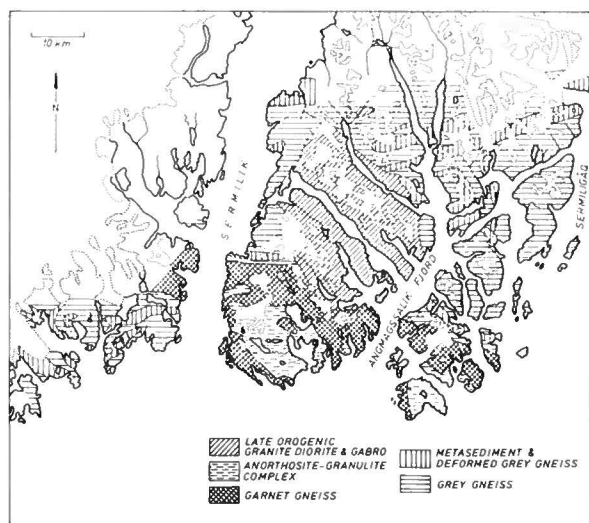 10 km
N
SERMILIK
SERMILIGAQ
ANGMAGSSALIK FJORD
LATE OROGENIC
GRANITE DIORITE & GABRO
ANORTHOSITE-GRANULITE
COMPLEX
GARNET GNEISS
METASEDIMENT &
DEFORMED GREY GNEISS
GREY GNEISS